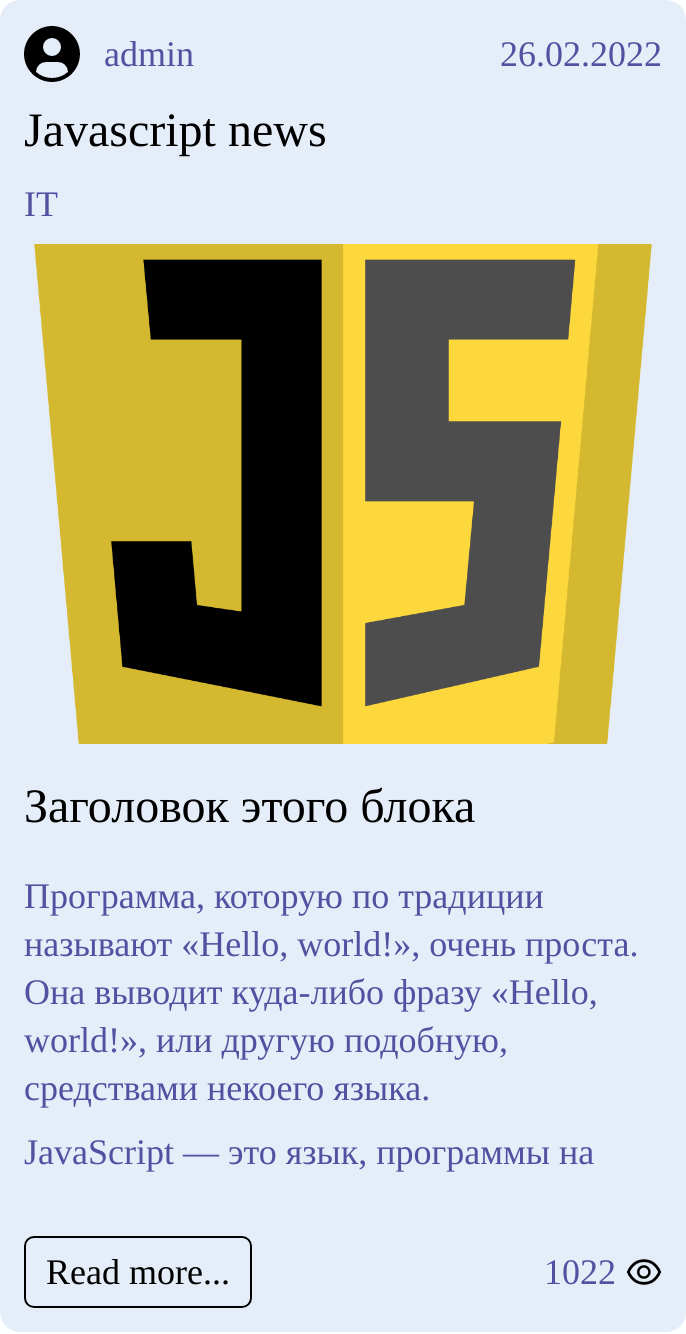 admin 26.02.2022
Javascript news
IT
JS
Заголовок этого блока
Программа, которую по традиции
называют «Hello, world!», очень проста.
Она выводит куда-либо фразу «Hello,
world!», или другую подобную,
средствами некоего языка.
JavaScript — это язык, программы на
Read more... 1022